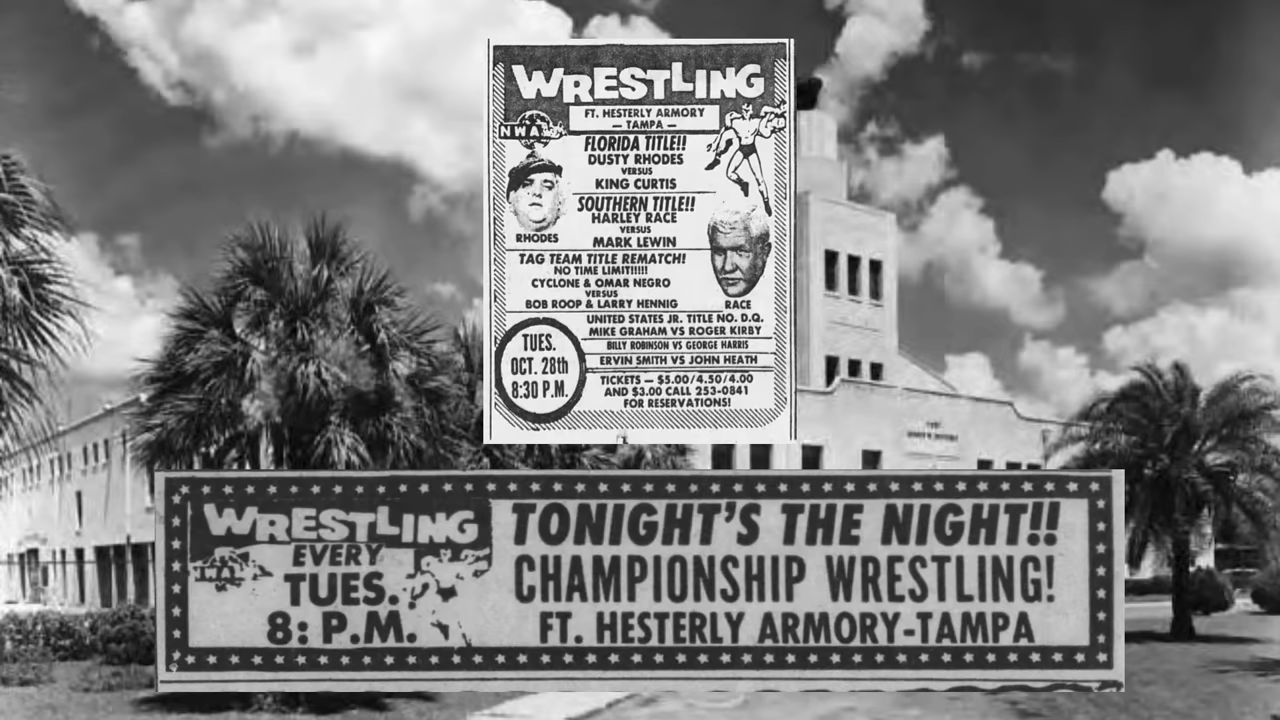 WRESTLING
FT. HESTERLY ARMORY
— TAMPA —
NWA
FLORIDA TITLE!!
DUSTY RHODES
VERSUS
KING CURTIS
RHODES
SOUTHERN TITLE!!
HARLEY RACE
VERSUS
MARK LEWIN
RACE
TAG TEAM TITLE REMATCH!
NO TIME LIMIT!!!!!
CYCLONE & OMAR NEGRO
VERSUS
BOB ROOP & LARRY HENNIG
UNITED STATES JR. TITLE NO. D.Q.
MIKE GRAHAM VS ROGER KIRBY
BILLY ROBINSON VS GEORGE HARRIS
ERVIN SMITH VS JOHN HEATH
TUES.
OCT. 28th
8:30 P.M.
TICKETS — $5.00/4.50/4.00
AND $3.00 CALL 253-0841
FOR RESERVATIONS!
WRESTLING
EVERY
TUES.
8: P.M.
NWA
TONIGHT'S THE NIGHT!!
CHAMPIONSHIP WRESTLING!
FT. HESTERLY ARMORY-TAMPA